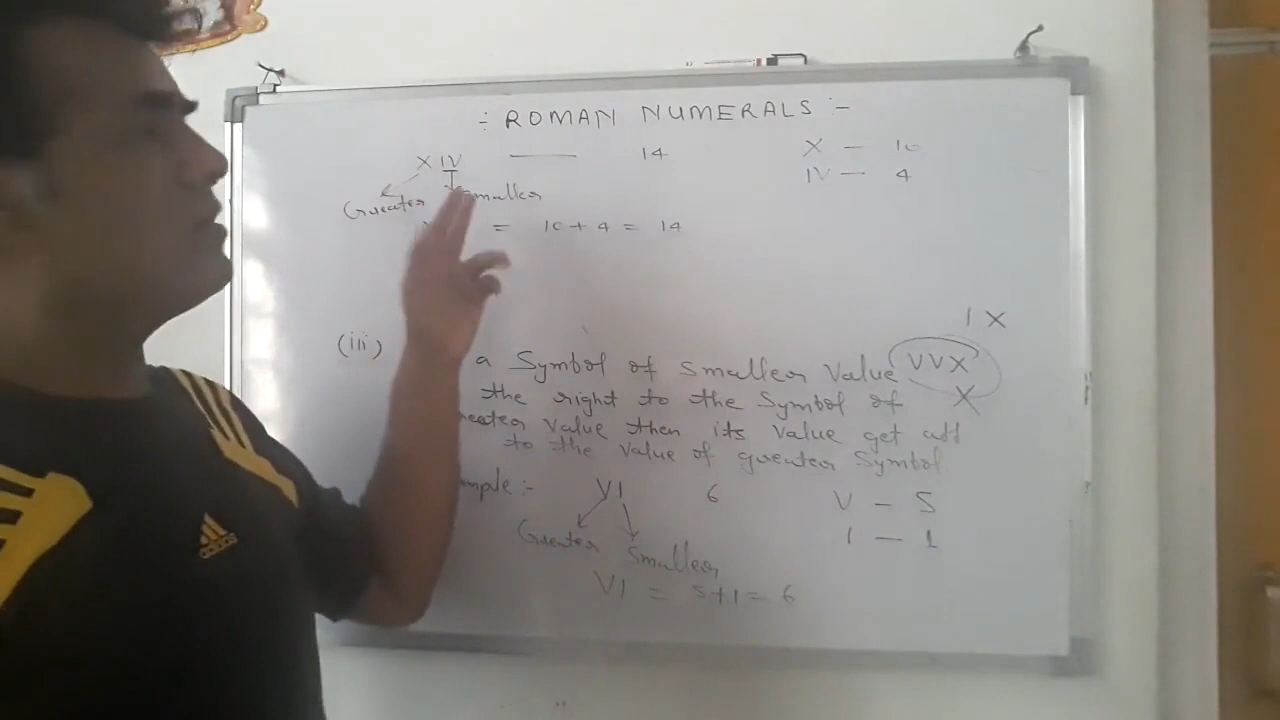 :- ROMAN NUMERALS :-
XIV — 14 X — 10
IV — 4
Greater Smaller
= 10 + 4 = 14
IX
(iii) a Symbol of Smaller Value VVX
the right to the Symbol of X
Value then its Value get add
to the Value of greater Symbol
:- VI 6 V — 5
Greater Smaller I — 1
VI = 5+1 = 6
adidas